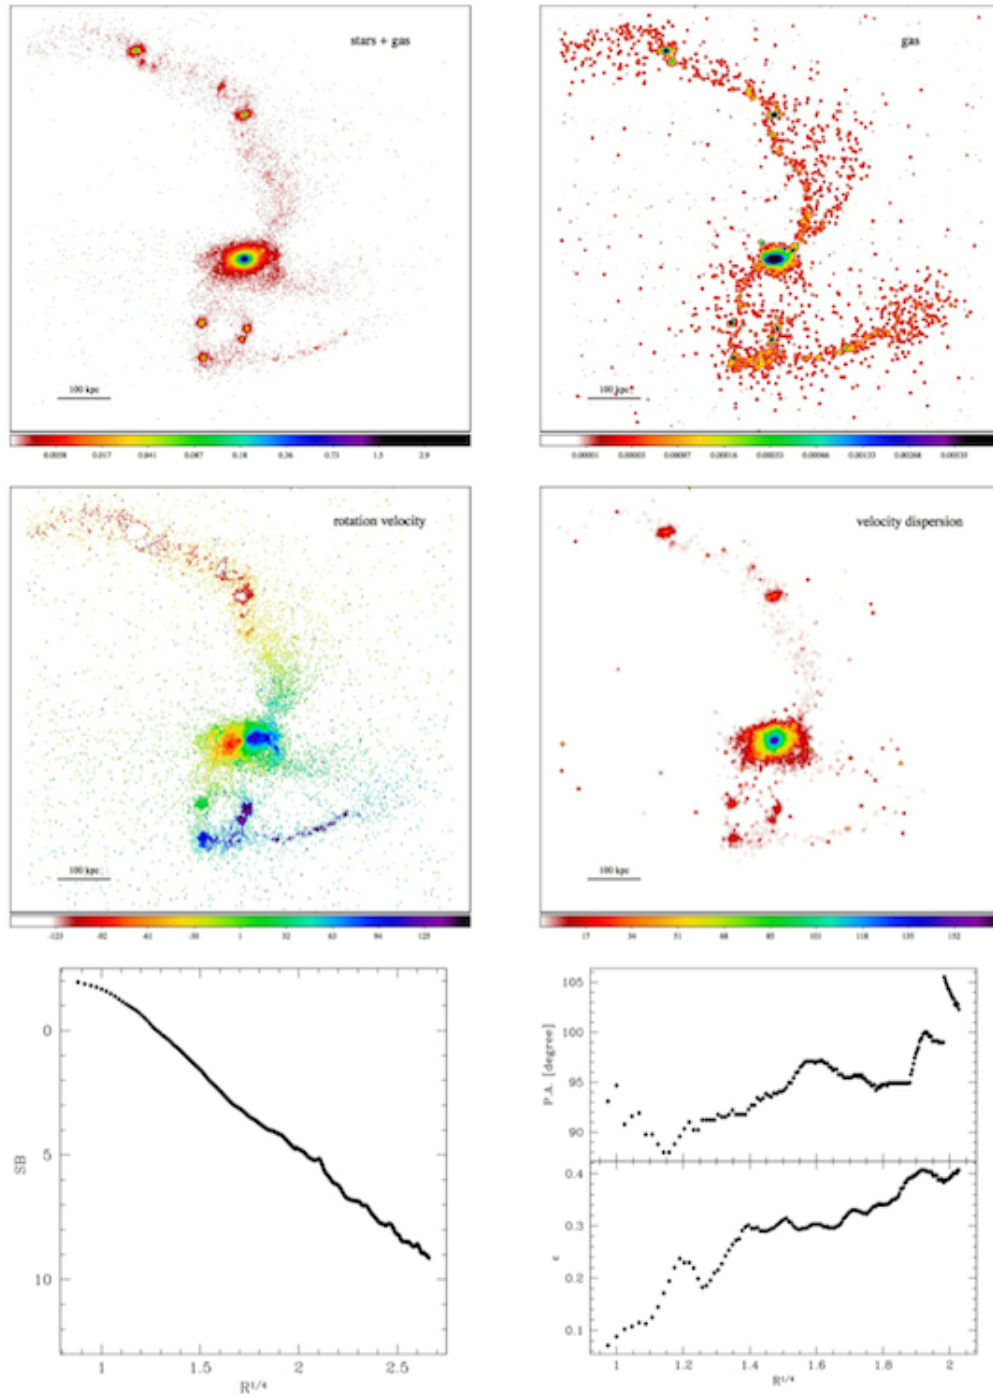 stars + gas
gas
100 kpc
100 kpc
0.0058 0.017 0.041 0.087 0.18 0.36 0.73 1.5 2.9
0.00001 0.00003 0.00007 0.00016 0.00033 0.00066 0.00133 0.00268 0.00535
rotation velocity
velocity dispersion
100 kpc
100 kpc
-123 -92 -61 -30 1 32 63 94 125
17 34 51 68 85 101 118 135 152
0
5
10
SB
1 1.5 2 2.5
R^{1/4}
105
100
95
90
P.A. [degree]
0.4
0.3
0.2
0.1
ϵ
1 1.2 1.4 1.6 1.8 2
R^{1/4}